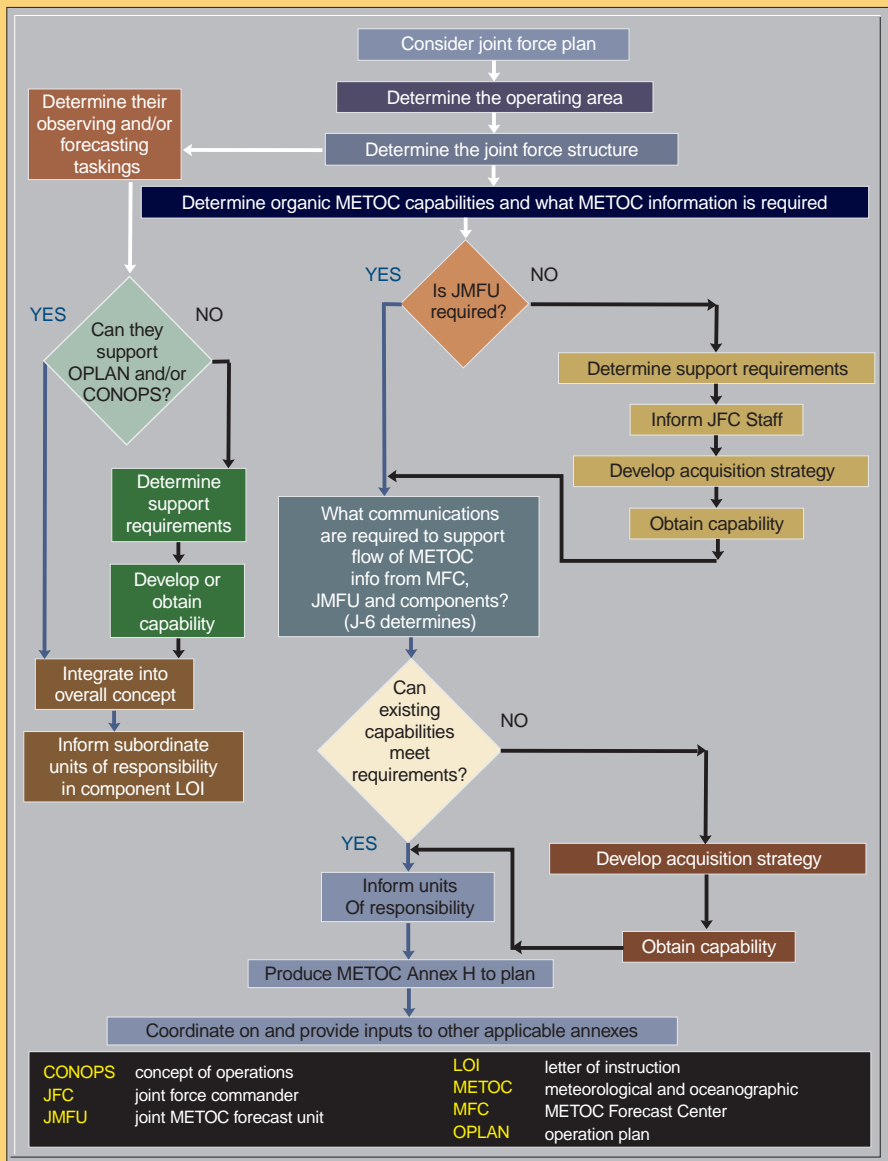 Consider joint force plan
Determine the operating area
Determine the joint force structure
Determine their
observing and/or
forecasting
taskings
Determine organic METOC capabilities and what METOC information is required
YES
Can they
support
OPLAN and/or
CONOPS?
NO
Determine
support
requirements
Develop or
obtain
capability
Integrate into
overall concept
Inform subordinate
units of responsibility
in component LOI
YES
Is JMFU
required?
NO
Determine support requirements
Inform JFC Staff
Develop acquisition strategy
Obtain capability
What communications
are required to support
flow of METOC
info from MFC,
JMFU and components?
(J-6 determines)
Can
existing
capabilities
meet
requirements?
NO
YES
Develop acquisition strategy
Obtain capability
Inform units
Of responsibility
Produce METOC Annex H to plan
Coordinate on and provide inputs to other applicable annexes
CONOPS concept of operations
JFC joint force commander
JMFU joint METOC forecast unit
LOI letter of instruction
METOC meteorological and oceanographic
MFC METOC Forecast Center
OPLAN operation plan